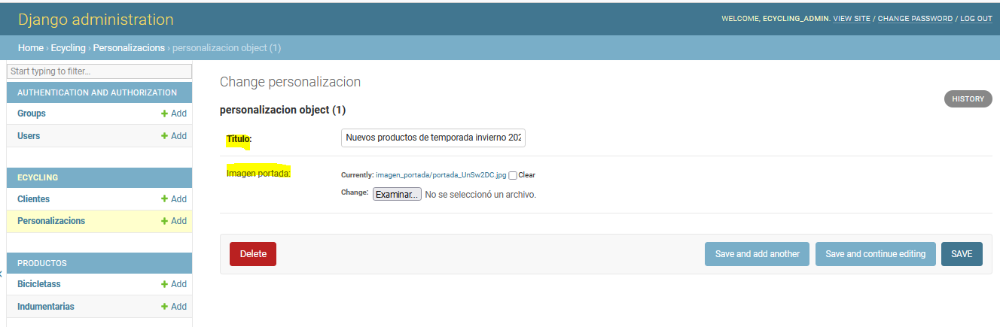 Django administration
WELCOME, ECYCLING_ADMIN. VIEW SITE / CHANGE PASSWORD / LOG OUT
Home › Ecycling › Personalizacions › personalizacion object (1)
Start typing to filter...
AUTHENTICATION AND AUTHORIZATION
Groups + Add
Users + Add
ECYCLING
Clientes + Add
Personalizacions + Add
PRODUCTOS
Bicicletass + Add
Indumentarias + Add
Change personalizacion
HISTORY
personalizacion object (1)
Titulo: Nuevos productos de temporada invierno 202
Imagen portada: Currently: imagen_portada/portada_UnSw2DC.jpg Clear
Change: Examinar... No se seleccionó un archivo.
Delete Save and add another Save and continue editing SAVE